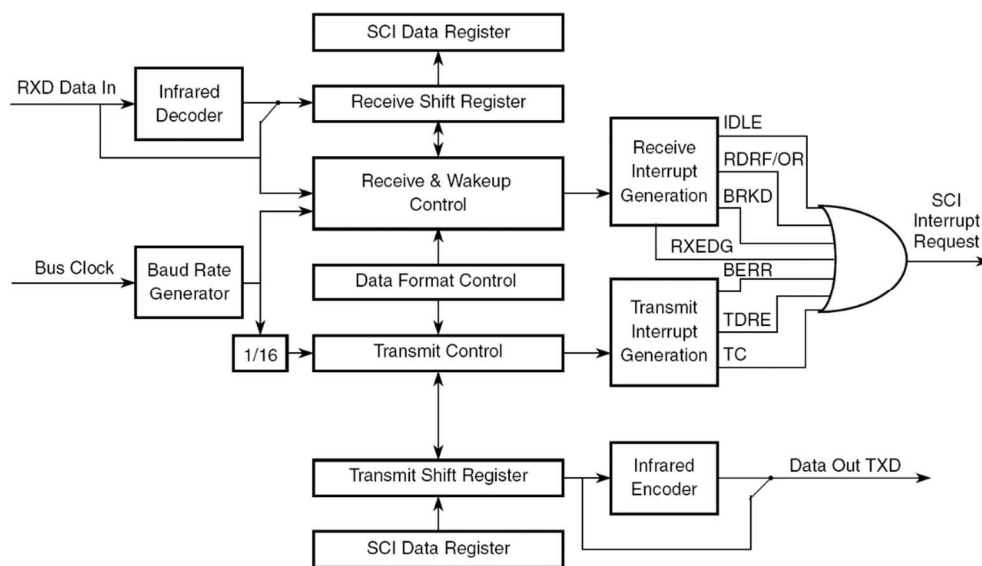 SCI Data Register
RXD Data In
Infrared
Decoder
Receive Shift Register
Receive & Wakeup
Control
Receive
Interrupt
Generation
IDLE
RDRF/OR
BRKD
RXEDG
SCI
Interrupt
Request
Bus Clock
Baud Rate
Generator
Data Format Control
1/16
Transmit Control
Transmit
Interrupt
Generation
BERR
TDRE
TC
Transmit Shift Register
Infrared
Encoder
Data Out TXD
SCI Data Register